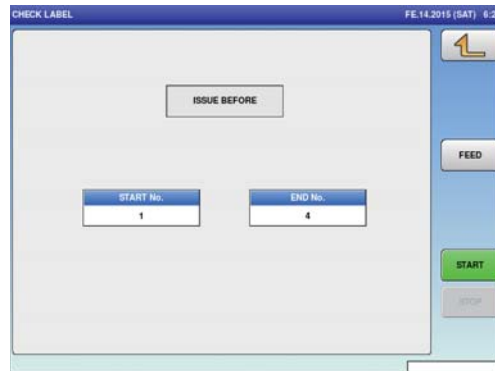 CHECK LABEL
FE.14.2015 (SAT) 6:2
ISSUE BEFORE
FEED
START No.
END No.
1
4
START
STOP